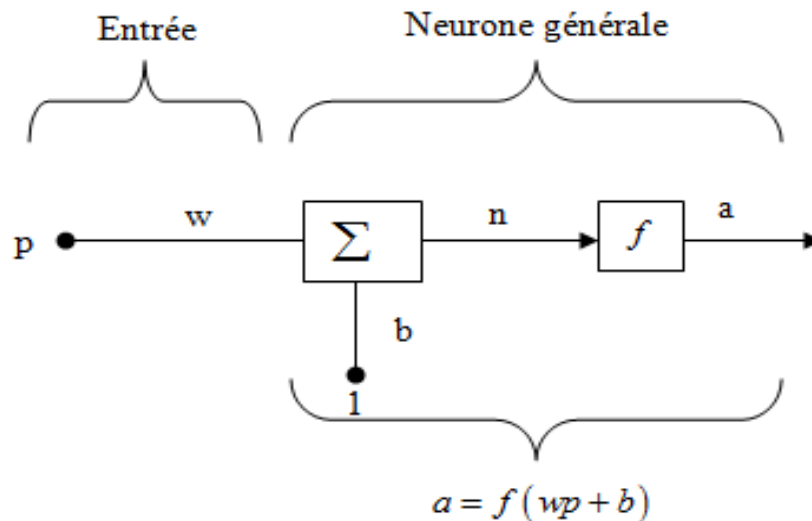 Entrée
Neurone générale
p
w
∑
n
f
a
b
1
a = f(wp + b)